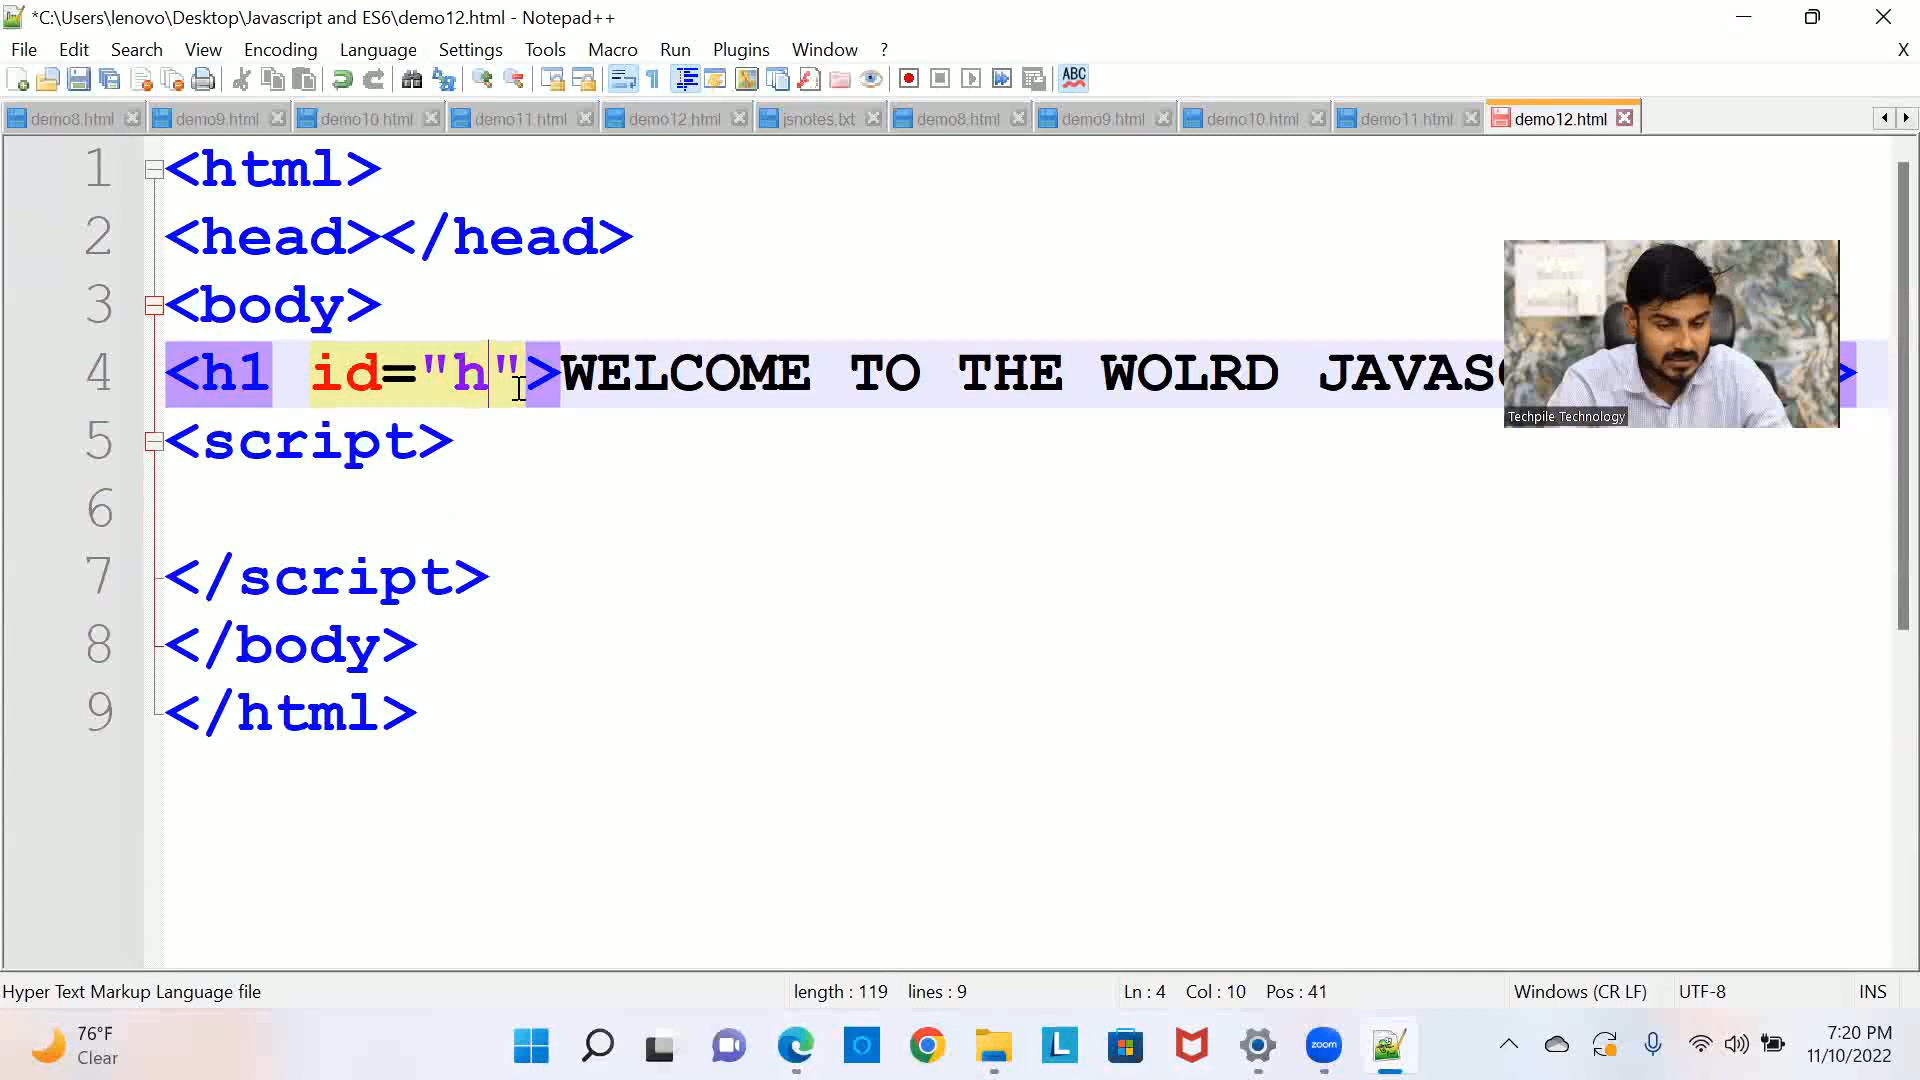 *C:\Users\lenovo\Desktop\Javascript and ES6\demo12.html - Notepad++
File Edit Search View Encoding Language Settings Tools Macro Run Plugins Window ? X
ABC
demo8.html demo9.html demo10.html demo11.html demo12.html jsnotes.txt demo8.html demo9.html demo10.html demo11.html demo12.html
1 <html>
2 <head></head>
3 <body>
4 <h1 id="h">WELCOME TO THE WOLRD JAVAS >
5 <script>
6
7 </script>
8 </body>
9 </html>
Techpile Technology
Hyper Text Markup Language file length : 119 lines : 9 Ln : 4 Col : 10 Pos : 41 Windows (CR LF) UTF-8 INS
76°F
Clear
L
zoom
7:20 PM
11/10/2022